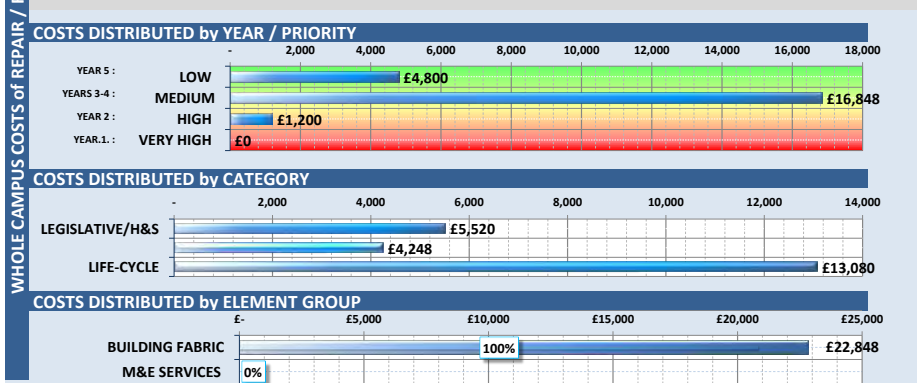 WHOLE CAMPUS COSTS of REPAIR /
COSTS DISTRIBUTED by YEAR / PRIORITY
- 2,000 4,000 6,000 8,000 10,000 12,000 14,000 16,000 18,000
YEAR 5 : LOW £4,800
YEARS 3-4 : MEDIUM £16,848
YEAR 2 : HIGH £1,200
YEAR.1. : VERY HIGH £0
COSTS DISTRIBUTED by CATEGORY
- 2,000 4,000 6,000 8,000 10,000 12,000 14,000
LEGISLATIVE/H&S £5,520
£4,248
LIFE-CYCLE £13,080
COSTS DISTRIBUTED by ELEMENT GROUP
£- £5,000 £10,000 £15,000 £20,000 £25,000
BUILDING FABRIC 100% £22,848
M&E SERVICES 0%